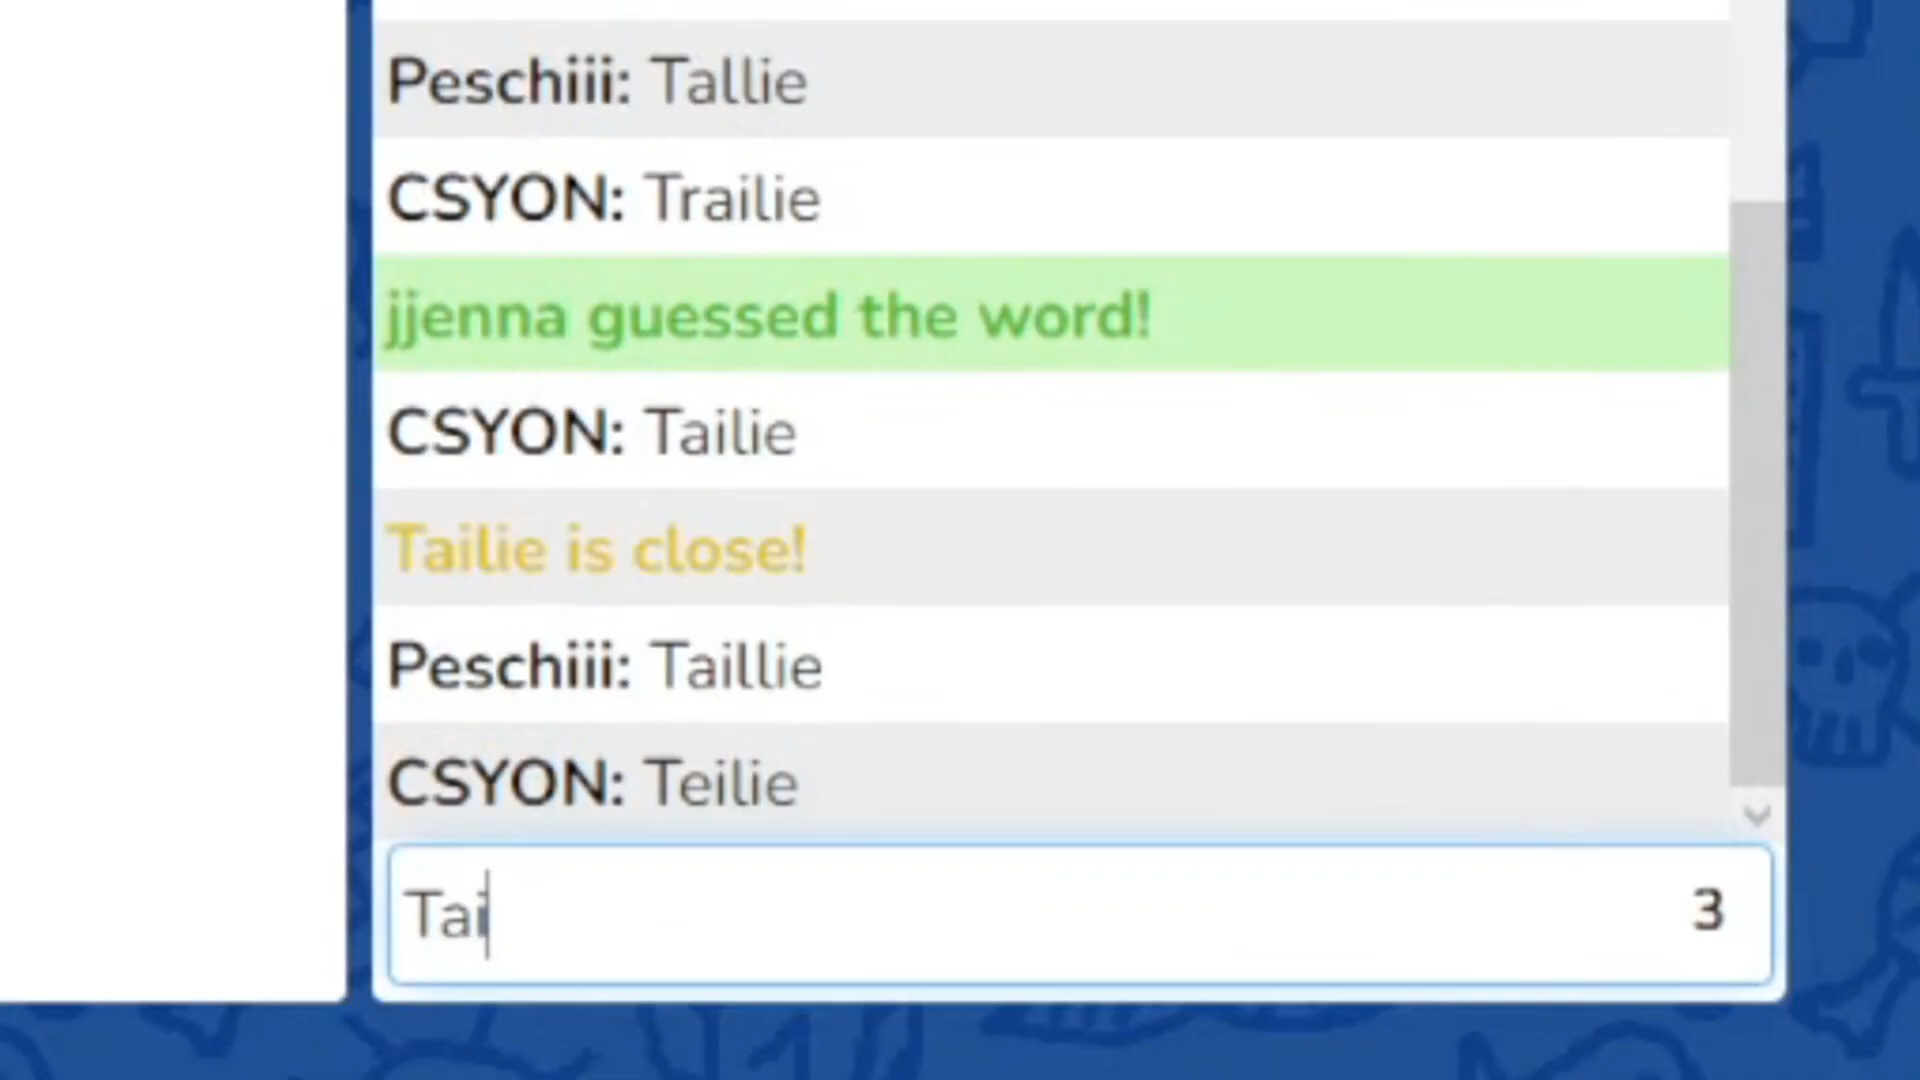 Peschiii: Tallie
CSYON: Trailie
jjenna guessed the word!
CSYON: Tailie
Tailie is close!
Peschiii: Taillie
CSYON: Teilie
Tai 3